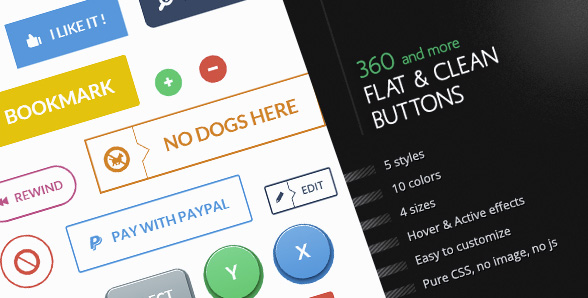 I LIKE IT !
BOOKMARK
NO DOGS HERE
REWIND
PAY WITH PAYPAL
EDIT
Y
X
360 and more
FLAT & CLEAN
BUTTONS
5 styles
10 colors
4 sizes
Hover & Active effects
Easy to customize
Pure CSS, no image, no js